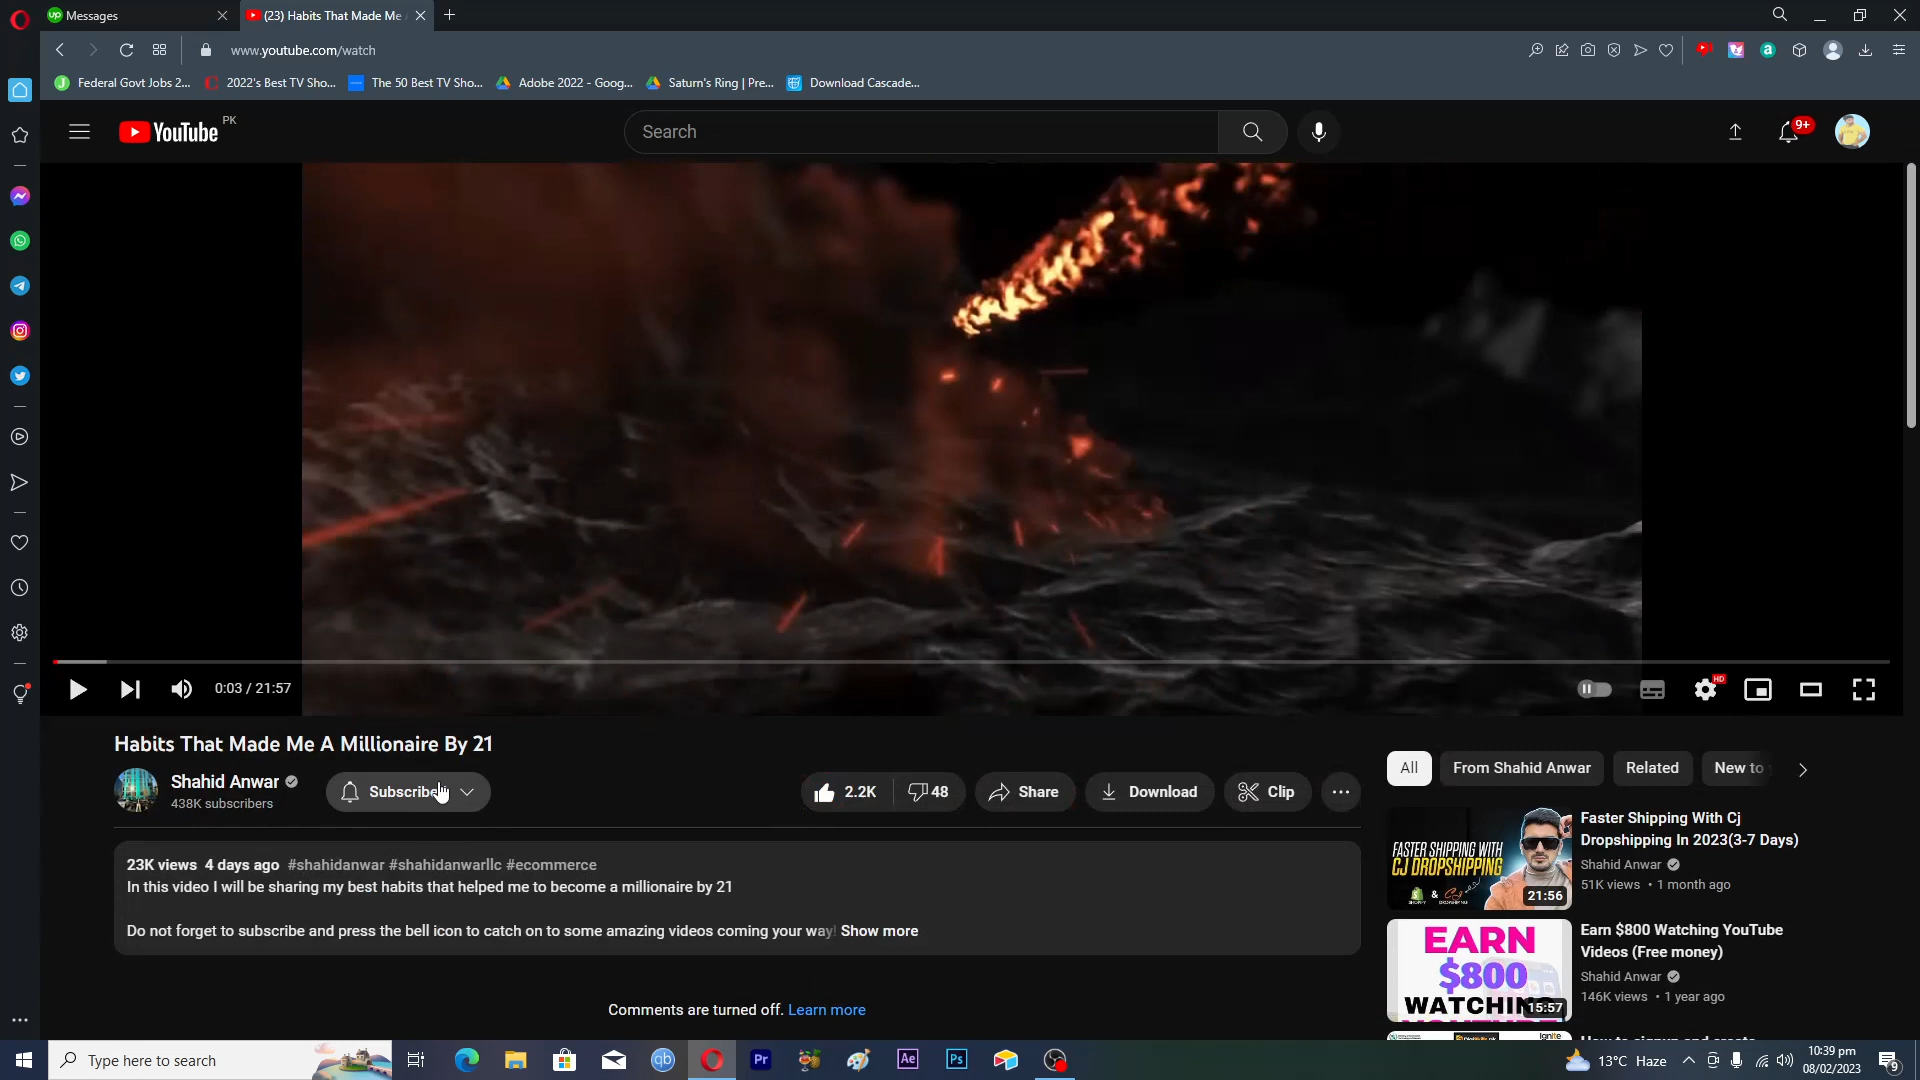 Messages
(23) Habits That Made Me
www.youtube.com/watch
Federal Govt Jobs 2...
2022's Best TV Sho...
The 50 Best TV Sho...
Adobe 2022 - Goog...
Saturn's Ring | Pre...
Download Cascade...
YouTube PK
Search
9+
0:03 / 21:57
HD
Habits That Made Me A Millionaire By 21
Shahid Anwar
438K subscribers
Subscribe
2.2K
48
Share
Download
Clip
23K views 4 days ago #shahidanwar #shahidanwarllc #ecommerce
In this video I will be sharing my best habits that helped me to become a millionaire by 21
Do not forget to subscribe and press the bell icon to catch on to some amazing videos coming your way! Show more
Comments are turned off. Learn more
All
From Shahid Anwar
Related
New to
FASTER SHIPPING WITH
CJ DROPSHIPPING
21:56
Faster Shipping With Cj
Dropshipping In 2023(3-7 Days)
Shahid Anwar
51K views • 1 month ago
EARN
$800
WATCHING
15:57
Earn $800 Watching YouTube
Videos (Free money)
Shahid Anwar
146K views • 1 year ago
Type here to search
qb
Pr
Ae
Ps
13°C Haze
10:39 pm
08/02/2023
9